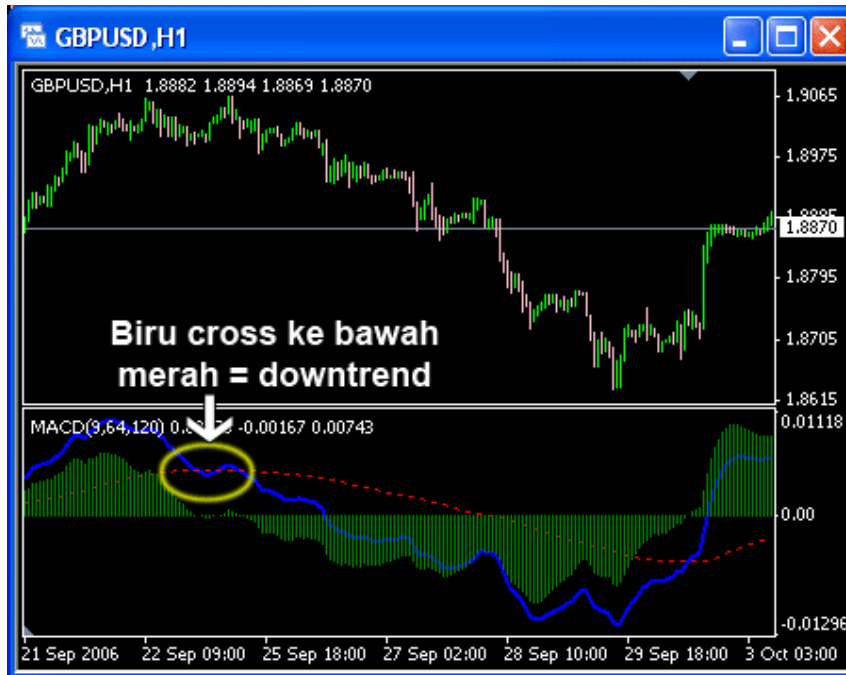 GBPUSD,H1
GBPUSD,H1 1.8882 1.8894 1.8869 1.8870
1.9065
1.8975
1.8870
1.8795
1.8705
1.8615
Biru cross ke bawah
merah = downtrend
MACD(9,64,120) -0.00167 0.00743
0.01118
0.00
-0.01296
21 Sep 2006 22 Sep 09:00 25 Sep 18:00 27 Sep 02:00 28 Sep 10:00 29 Sep 18:00 3 Oct 03:00